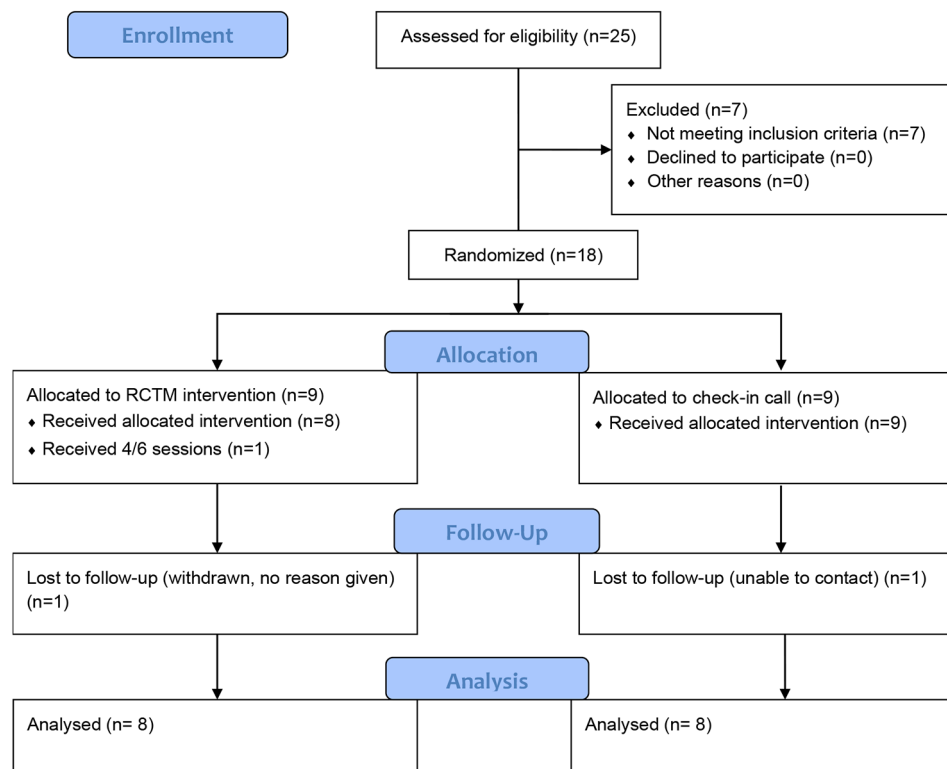 Enrollment
Assessed for eligibility (n=25)
Excluded (n=7)
♦ Not meeting inclusion criteria (n=7)
♦ Declined to participate (n=0)
♦ Other reasons (n=0)
Randomized (n=18)
Allocation
Allocated to RCTM intervention (n=9)
♦ Received allocated intervention (n=8)
♦ Received 4/6 sessions (n=1)
Allocated to check-in call (n=9)
♦ Received allocated intervention (n=9)
Follow-Up
Lost to follow-up (withdrawn, no reason given)
(n=1)
Lost to follow-up (unable to contact) (n=1)
Analysis
Analysed (n= 8)
Analysed (n= 8)